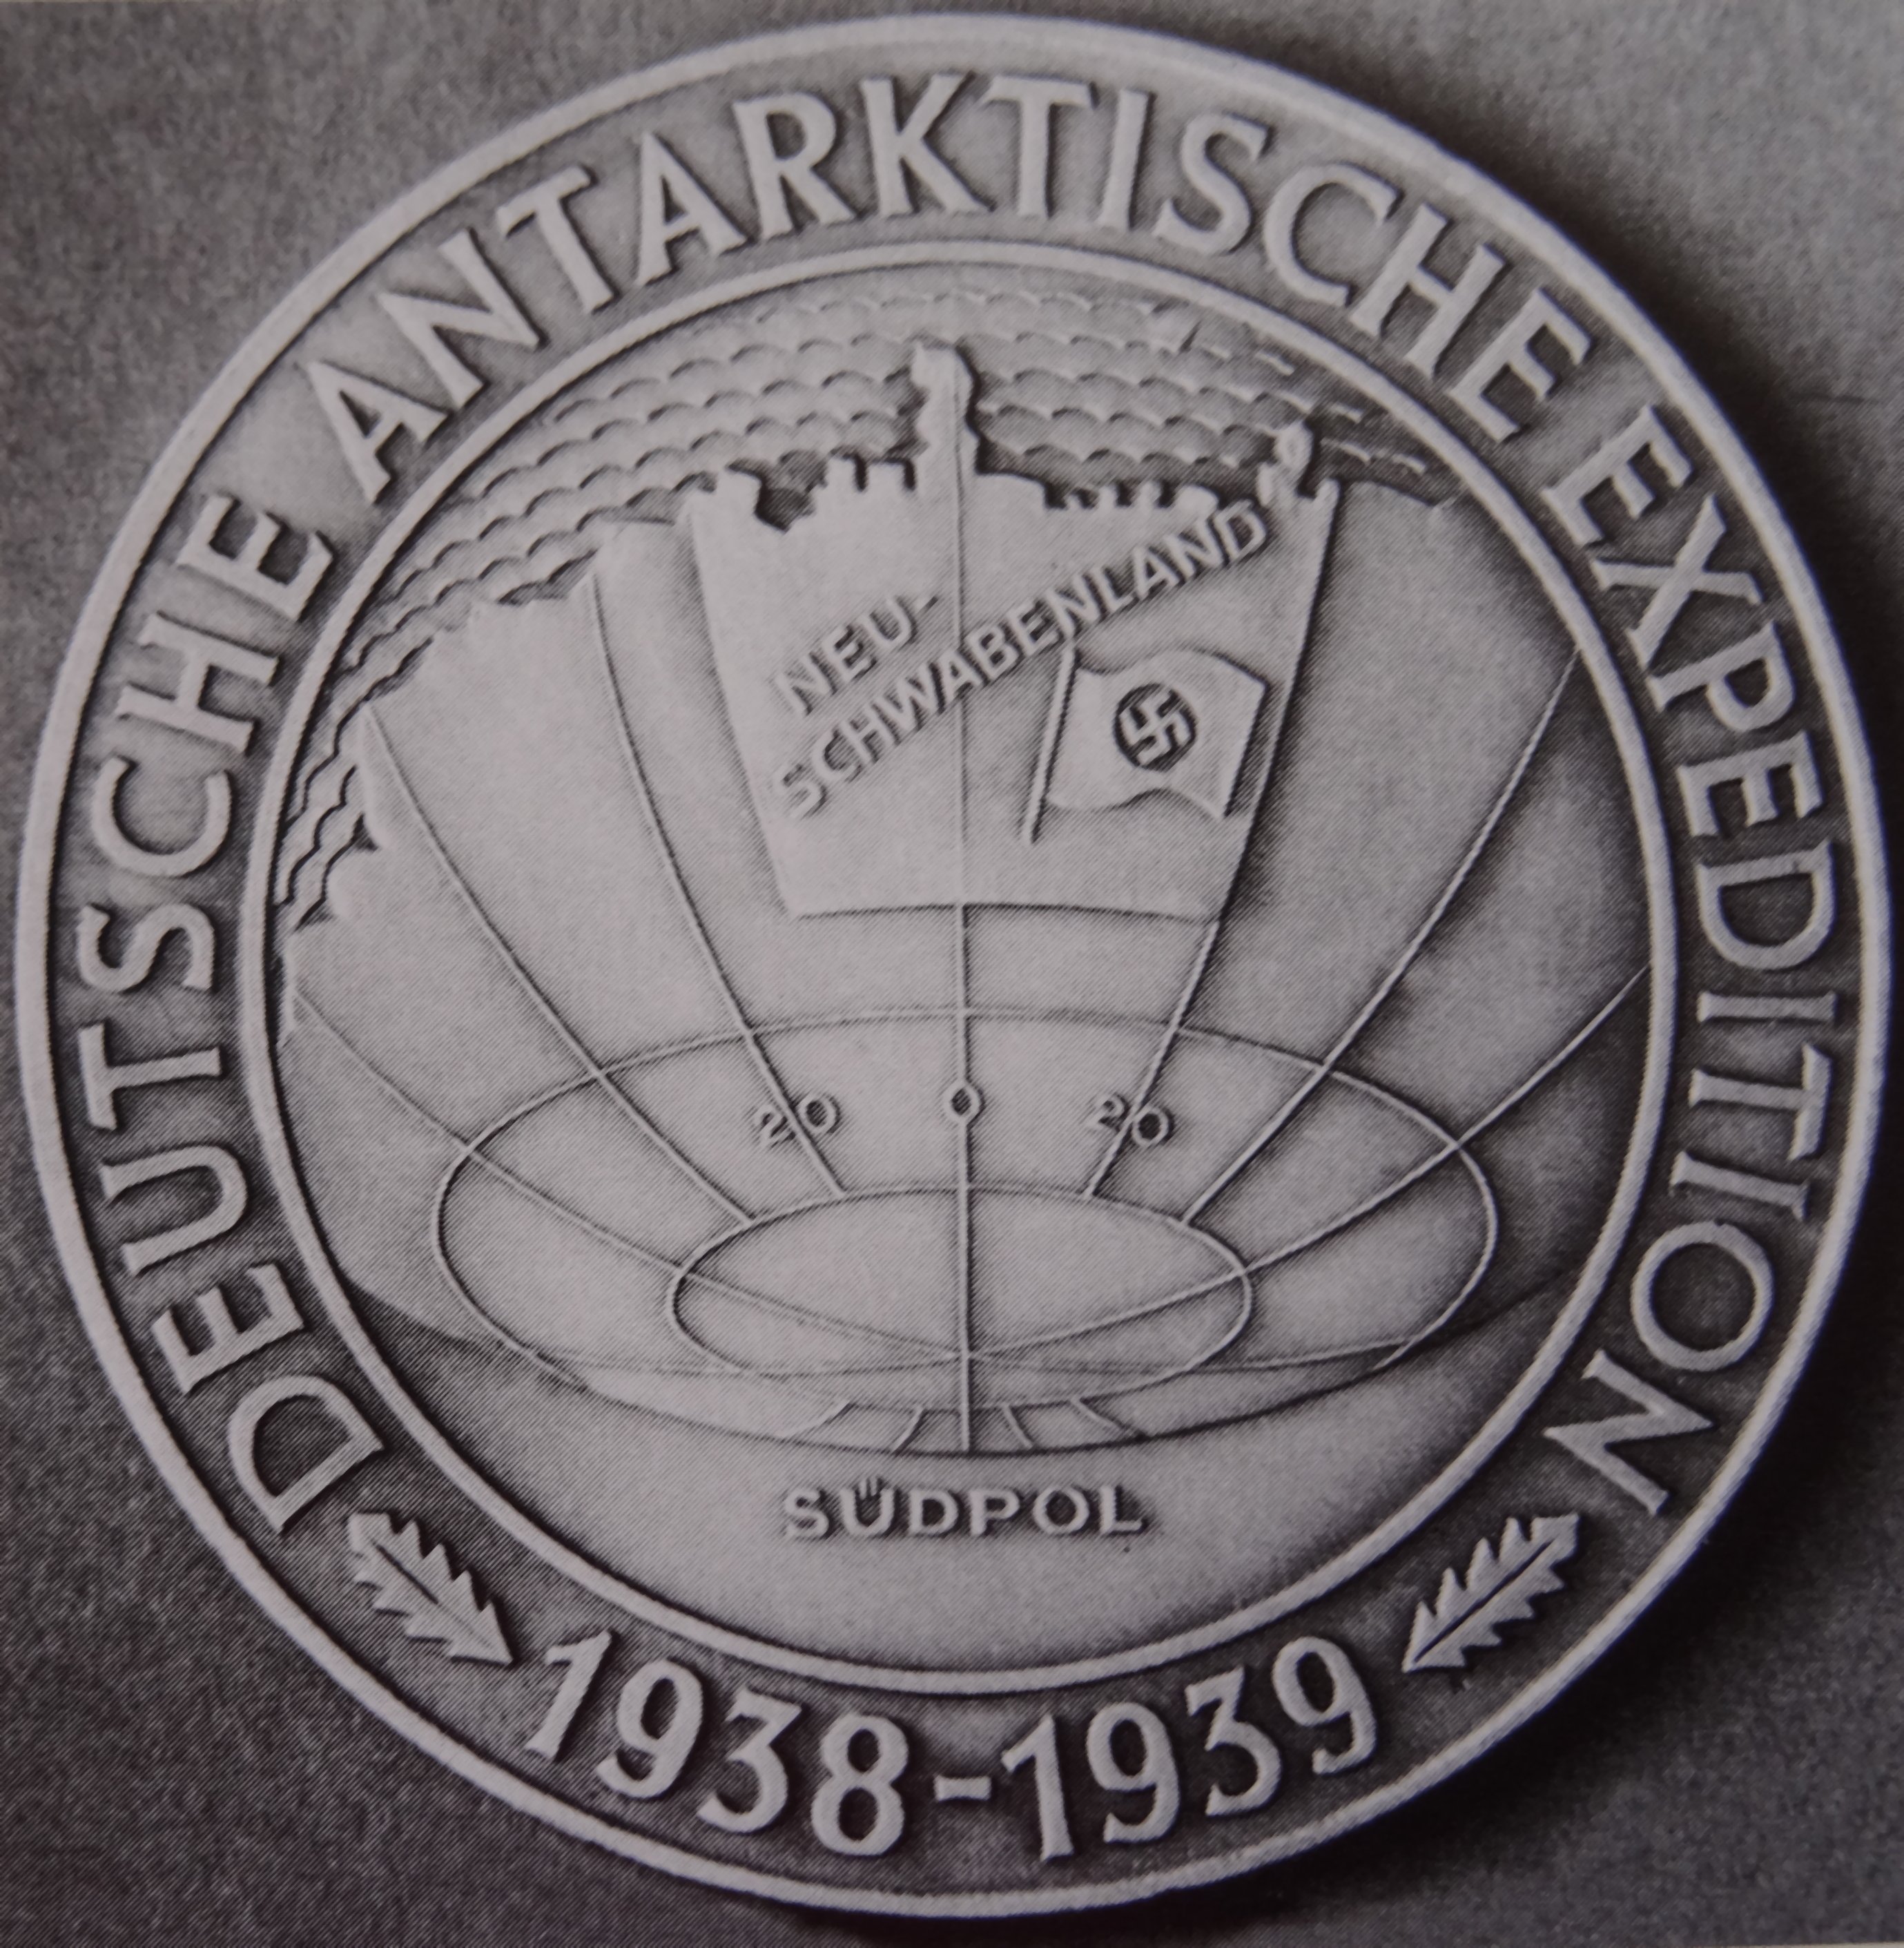 DEUTSCHE ANTARKTISCHE EXPEDITION
NEU-
SCHWABENLAND
20 0 20
SÜDPOL
1938-1939